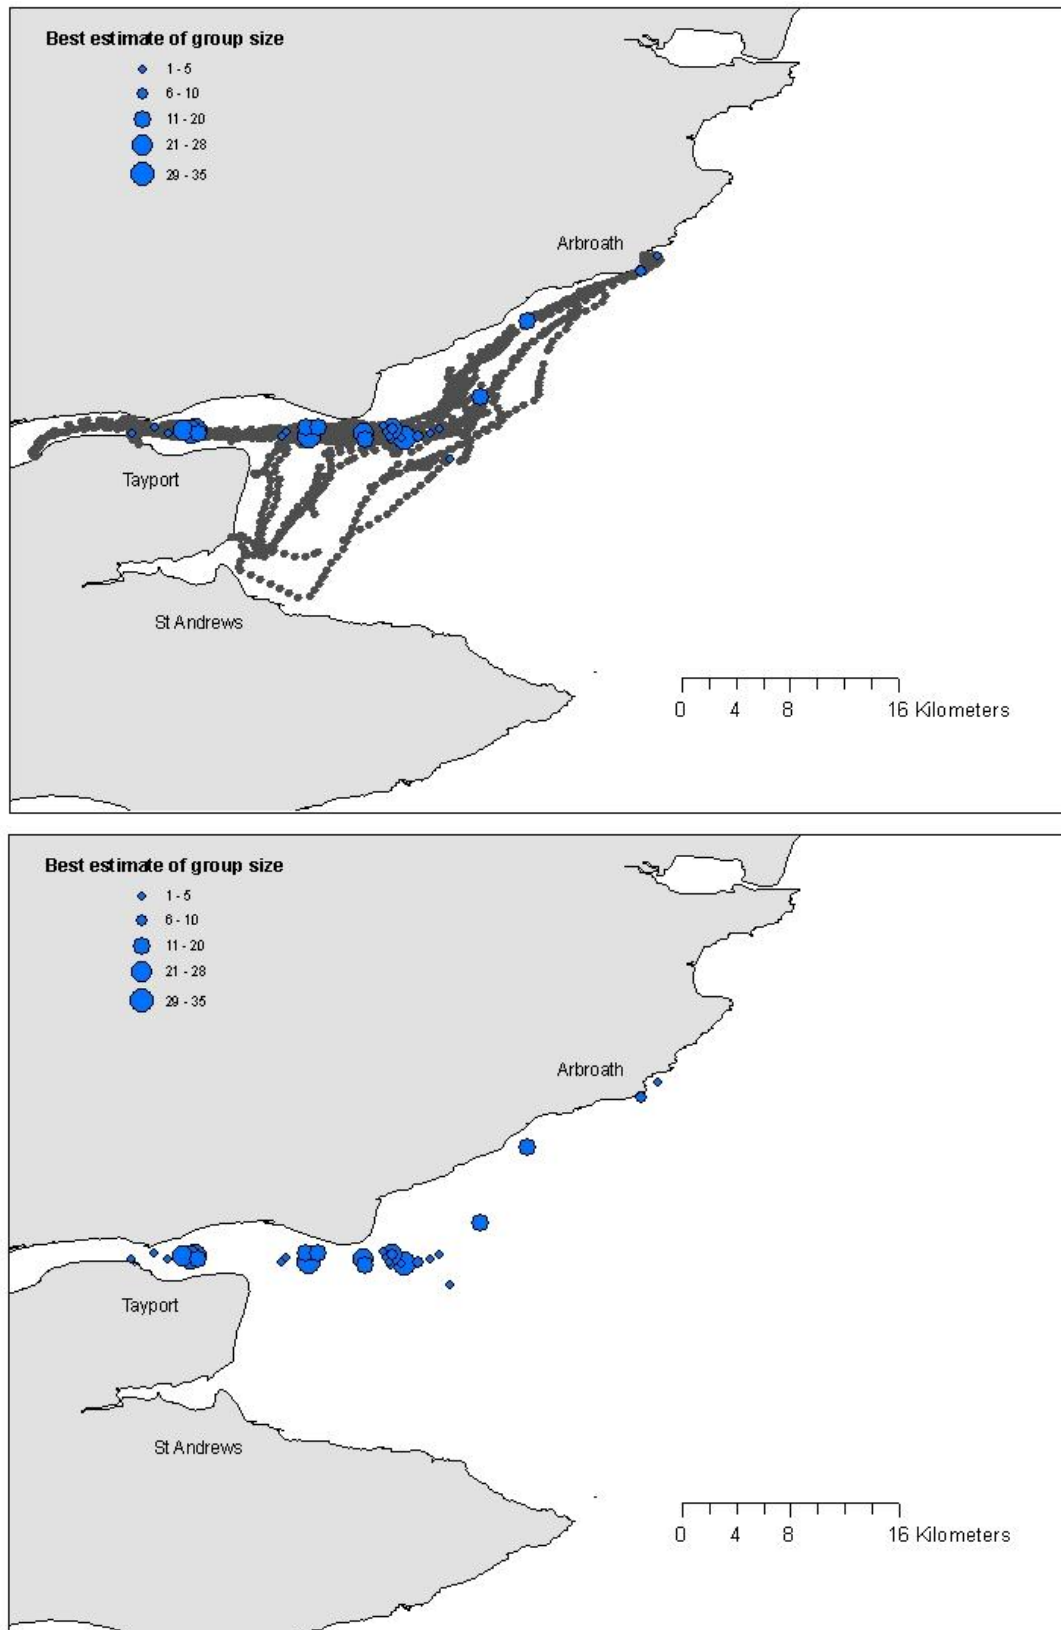 Best estimate of group size
1 - 5
6 - 10
11 - 20
21 - 28
29 - 35
Arbroath
Tayport
St Andrews
0 4 8 16 Kilometers
Best estimate of group size
1 - 5
6 - 10
11 - 20
21 - 28
29 - 35
Arbroath
Tayport
St Andrews
0 4 8 16 Kilometers